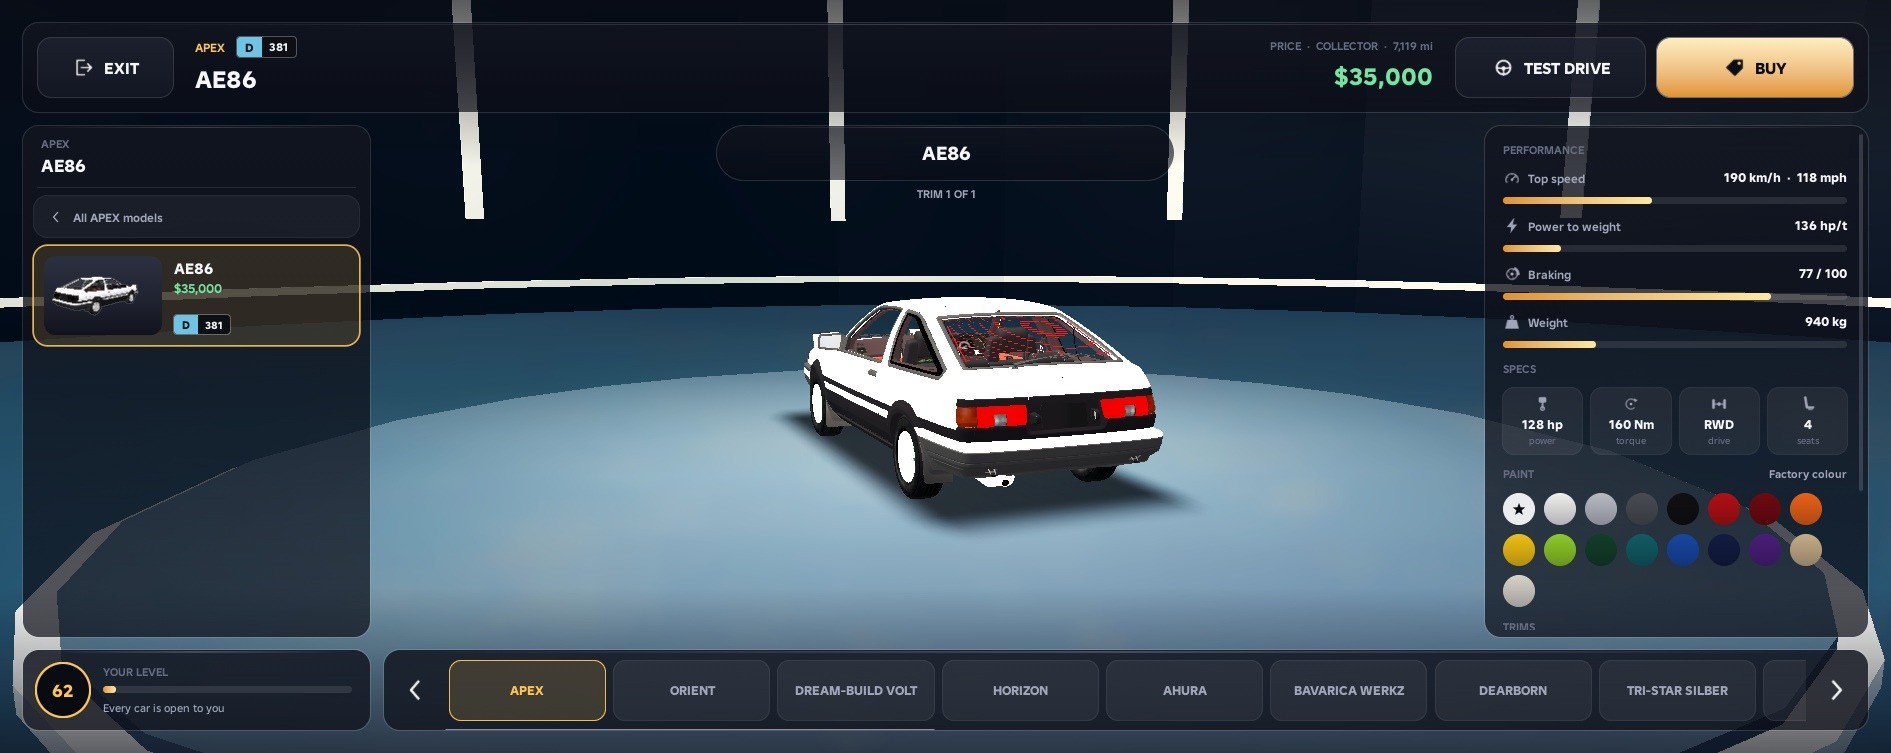 EXIT
APEX D 381
AE86
PRICE · COLLECTOR · 7,119 mi
$35,000
TEST DRIVE
BUY
APEX
AE86
All APEX models
AE86
$35,000
D 381
AE86
TRIM 1 OF 1
PERFORMANCE
Top speed 190 km/h · 118 mph
Power to weight 136 hp/t
Braking 77 / 100
Weight 940 kg
SPECS
128 hp 160 Nm RWD 4
power torque drive seats
PAINT Factory colour
TRIMS
62
YOUR LEVEL
Every car is open to you
APEX ORIENT DREAM-BUILD VOLT HORIZON AHURA BAVARICA WERKZ DEARBORN TRI-STAR SILBER